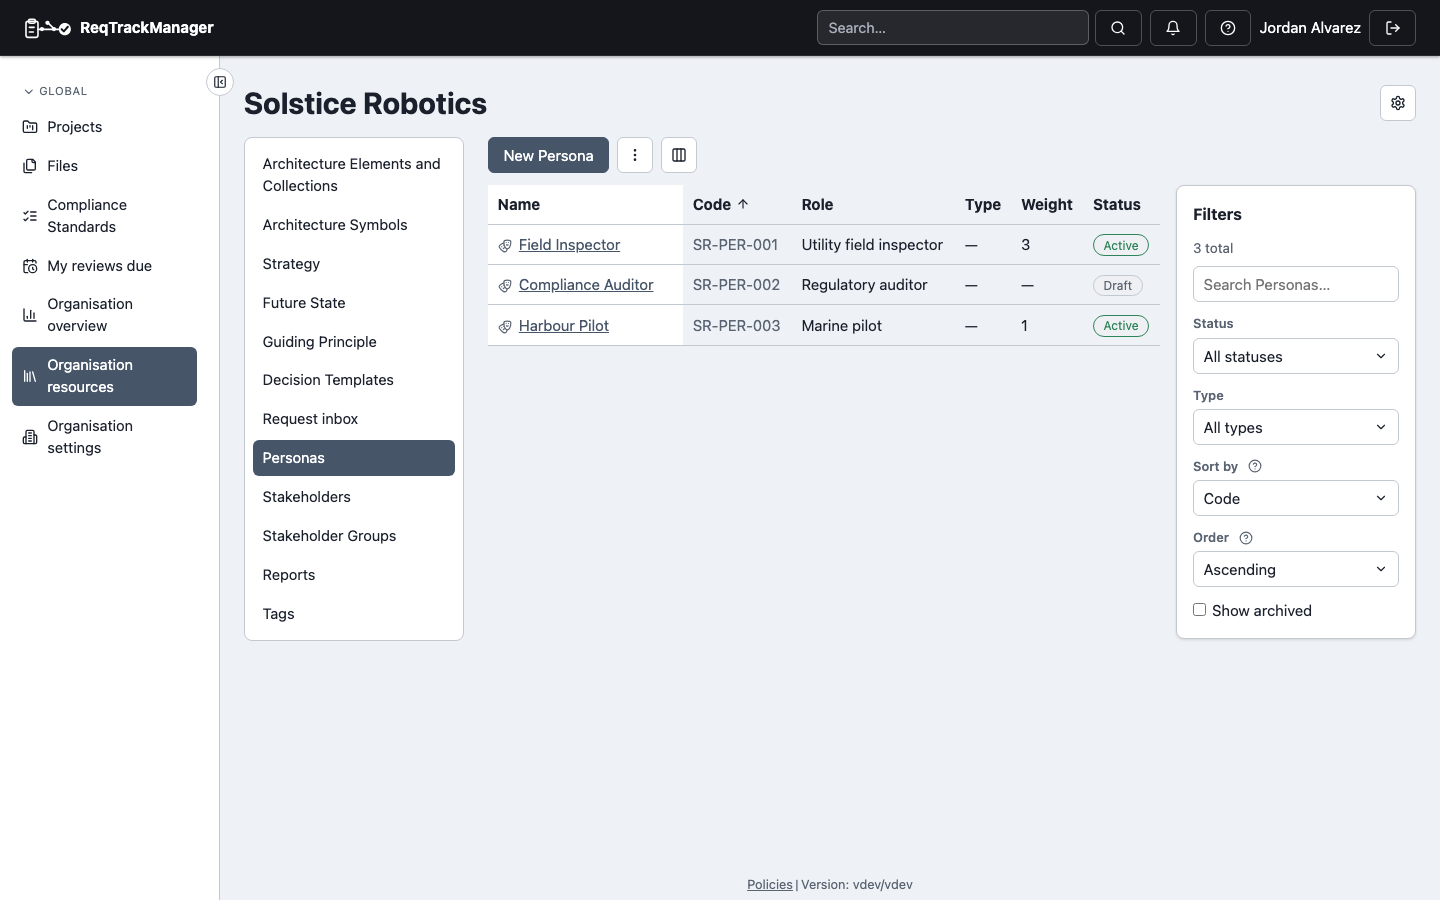 ReqTrackManager
Search...
Jordan Alvarez
GLOBAL
Projects
Files
Compliance
Standards
My reviews due
Organisation
overview
Organisation
resources
Organisation
settings
Solstice Robotics
Architecture Elements and
Collections
Architecture Symbols
Strategy
Future State
Guiding Principle
Decision Templates
Request inbox
Personas
Stakeholders
Stakeholder Groups
Reports
Tags
New Persona
Name Code Role Type Weight Status
Field Inspector SR-PER-001 Utility field inspector — 3 Active
Compliance Auditor SR-PER-002 Regulatory auditor — — Draft
Harbour Pilot SR-PER-003 Marine pilot — 1 Active
Filters
3 total
Search Personas...
Status
All statuses
Type
All types
Sort by
Code
Order
Ascending
Show archived
Policies | Version: vdev/vdev